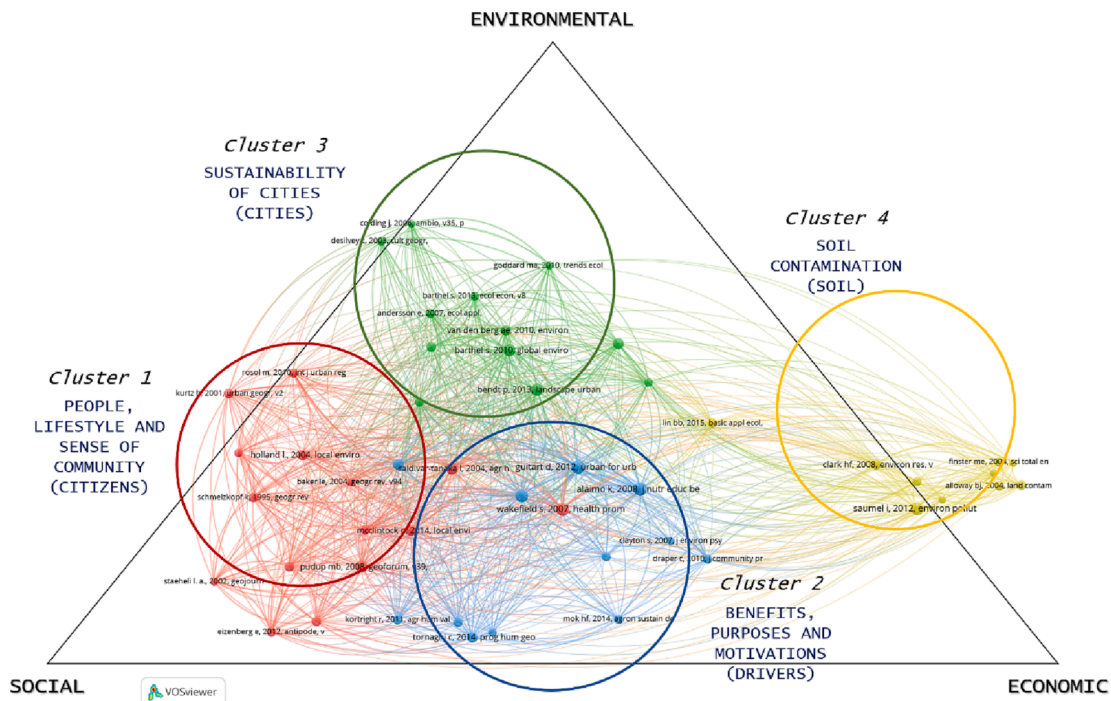 ENVIRONMENTAL
Cluster 3
SUSTAINABILITY
OF CITIES
(CITIES)
Cluster 4
SOIL
CONTAMINATION
(SOIL)
desilvey c, 2003, cult geogr,
goddard ma, 2010, trends ecol
barthel s, 2013, ecol econ, v8
andersson e, 2007, ecol appl
van den berg ae, 2010, environ
barthel s, 2010, global enviro
bendt p, 2013, landscape urban
Cluster 1
PEOPLE,
LIFESTYLE AND
SENSE OF
COMMUNITY
(CITIZENS)
rosol m, 2010, int j urban reg
kurtz h, 2001, urban geogr, v2
holland l., 2004, local enviro
baker le, 2004, geogr rev, v94
schmelzkopf k, 1995, geogr rev
mcclintock n, 2014, local envi
pudup mb, 2008, geoforum, v39,
staeheli l. a., 2002, geojourn
eizenberg e, 2012, antipode, v
lin bb, 2015, basic appl ecol,
guitart d, 2012, urban for urb
alaimo k, 2008, j nutr educ be
wakefield s, 2007, health prom
clayton s, 2007, j environ psy
draper c, 2010, j community pr
kortright r, 2011, agr hum val
tornaghi c, 2014, prog hum geo
mok hf, 2014, agron sustain de
clark hf, 2008, environ res, v
finster me, 2004, sci total en
alloway bj, 2004, land contam
saumel i, 2012, environ pollut
Cluster 2
BENEFITS,
PURPOSES AND
MOTIVATIONS
(DRIVERS)
SOCIAL
VOSviewer
ECONOMIC